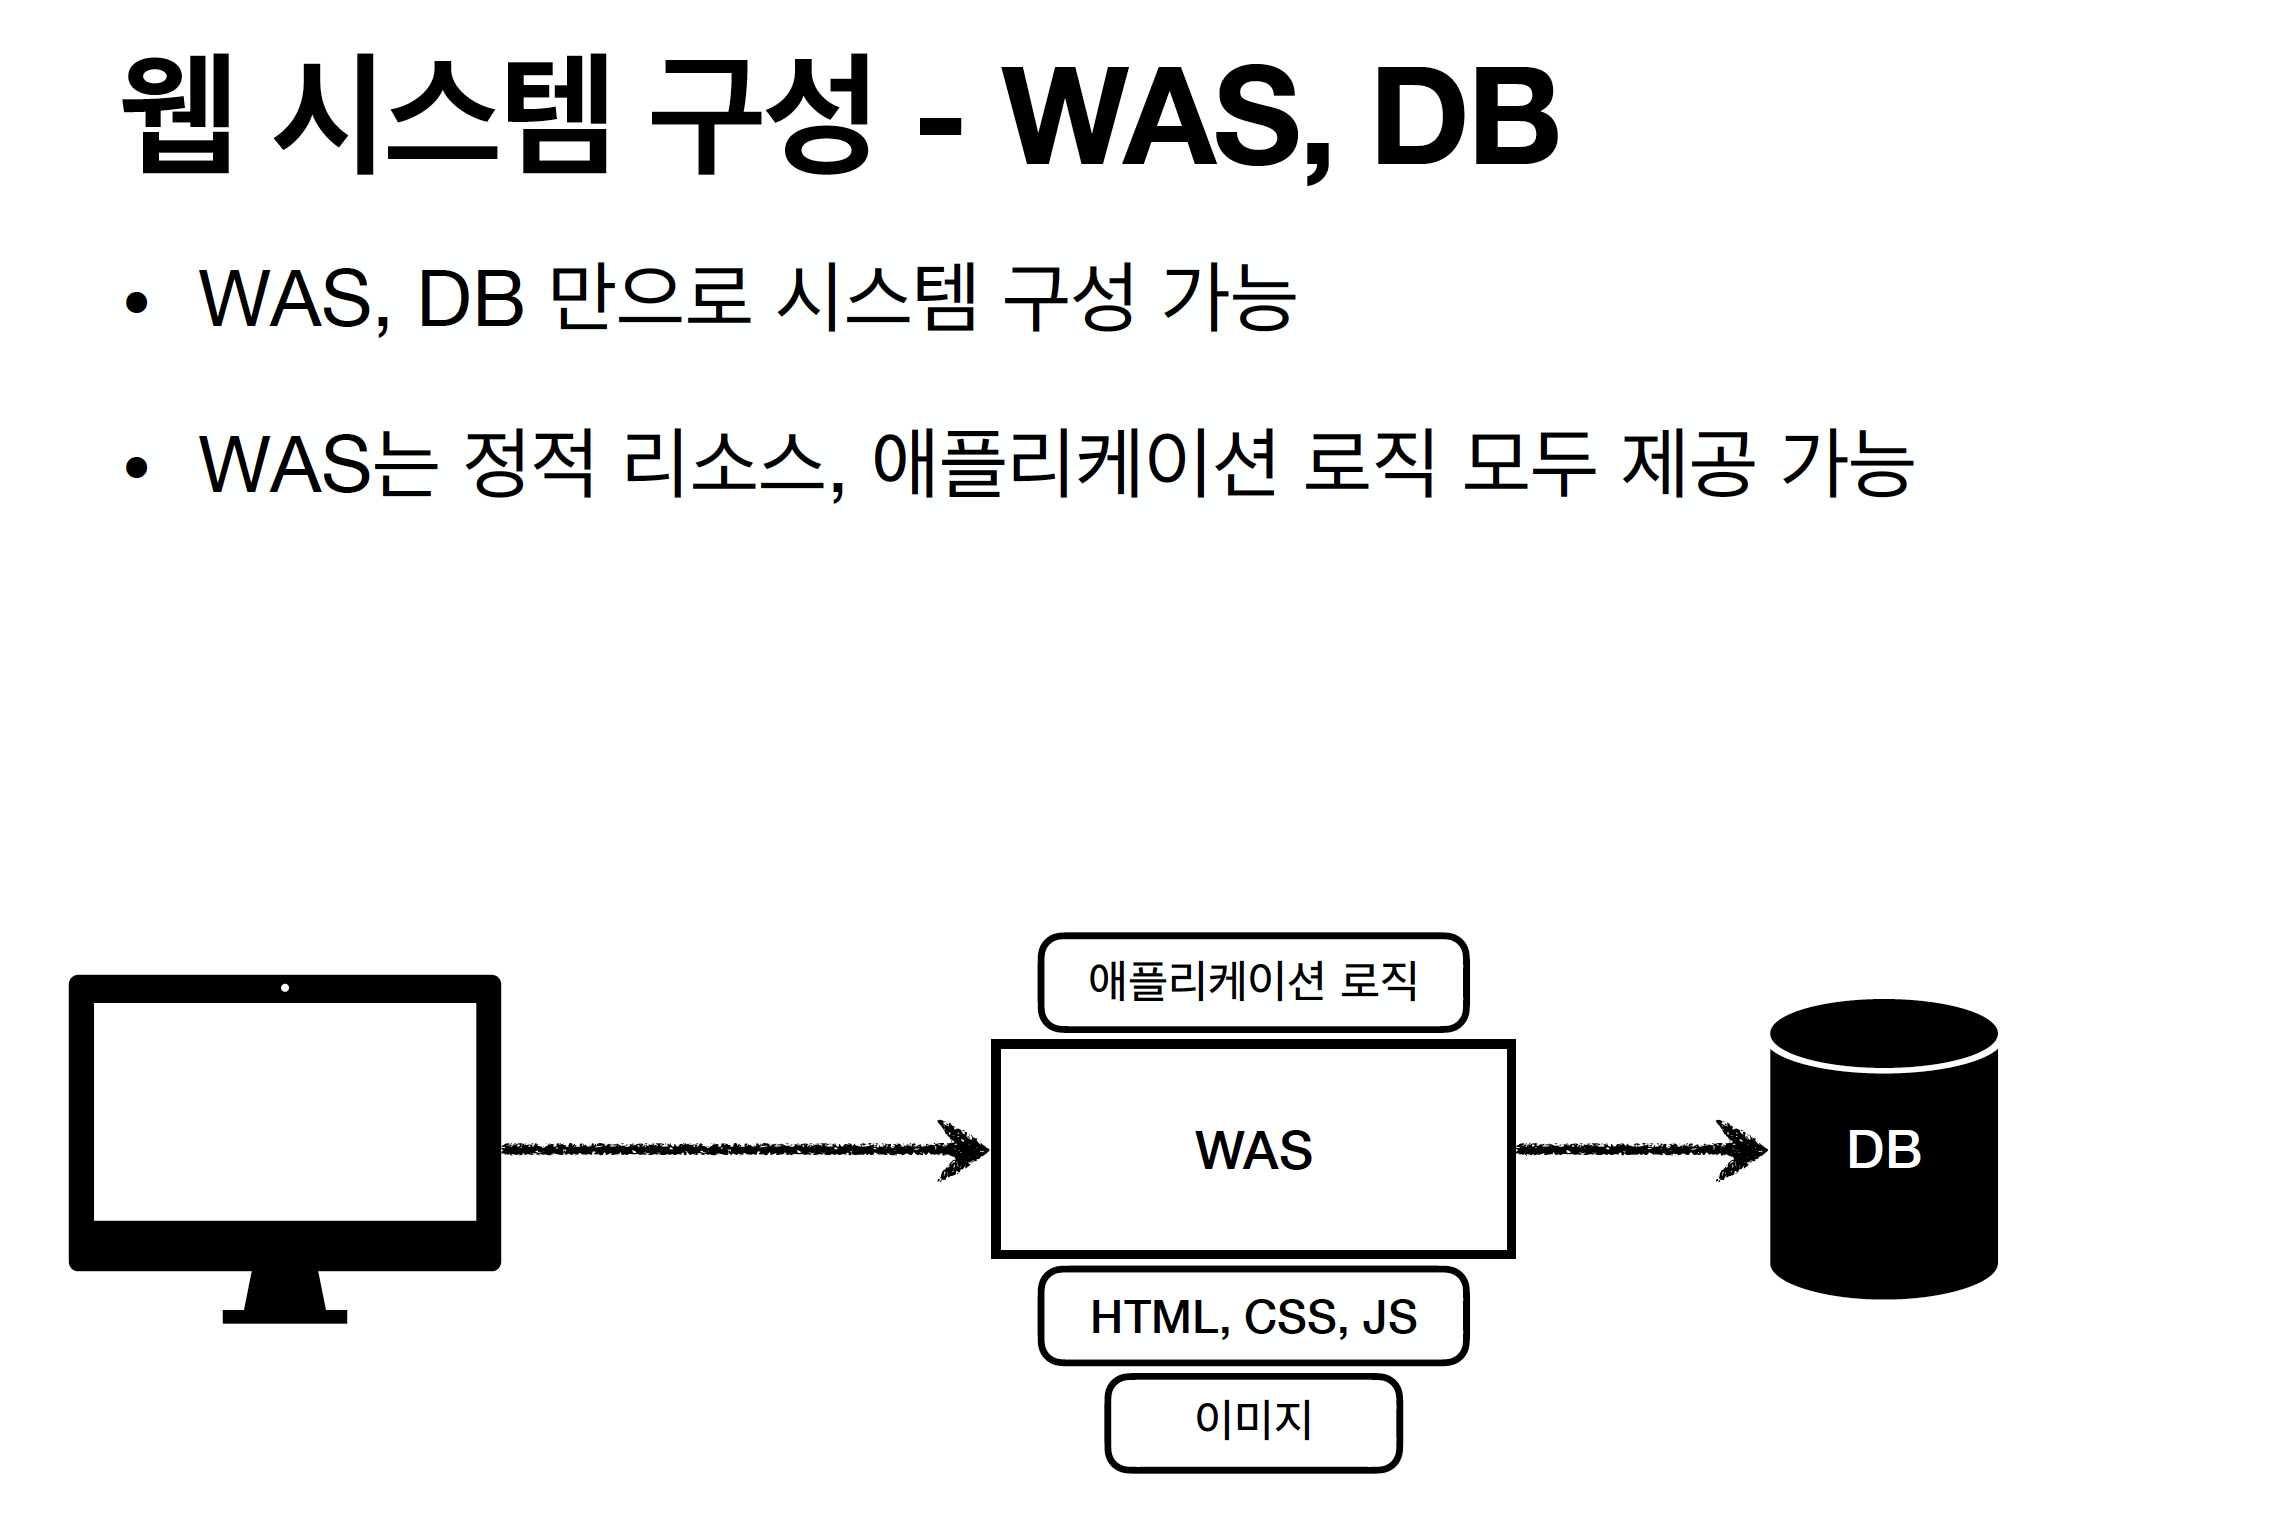 웹 시스템 구성 - WAS, DB
• WAS, DB 만으로 시스템 구성 가능
• WAS는 정적 리소스, 애플리케이션 로직 모두 제공 가능
애플리케이션 로직
WAS
DB
HTML, CSS, JS
이미지